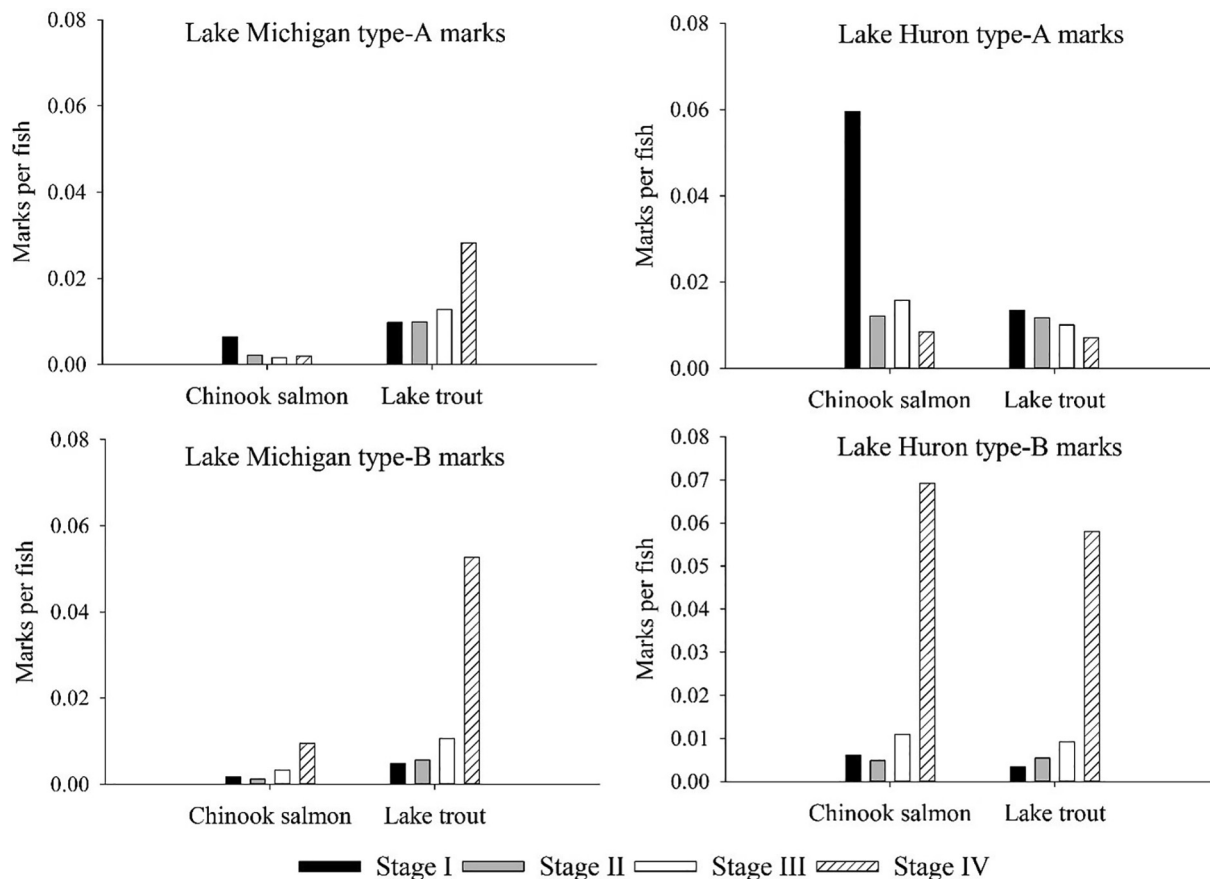 Lake Michigan type-A marks
Marks per fish
0.08
0.06
0.04
0.02
0.00
Chinook salmon Lake trout
Lake Huron type-A marks
Marks per fish
0.08
0.06
0.04
0.02
0.00
Chinook salmon Lake trout
Lake Michigan type-B marks
Marks per fish
0.08
0.06
0.04
0.02
0.00
Chinook salmon Lake trout
Lake Huron type-B marks
Marks per fish
0.08
0.07
0.06
0.05
0.04
0.03
0.02
0.01
0.00
Chinook salmon Lake trout
Stage I Stage II Stage III Stage IV